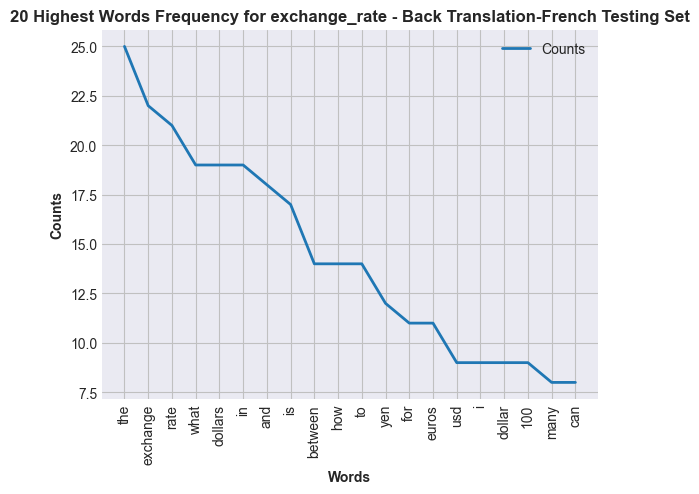 20 Highest Words Frequency for exchange_rate - Back Translation-French Testing Set
Counts
25.0
22.5
20.0
17.5
15.0
12.5
10.0
7.5
Counts
the
exchange
rate
what
dollars
in
and
is
between
how
to
yen
for
euros
usd
i
dollar
100
many
can
Words